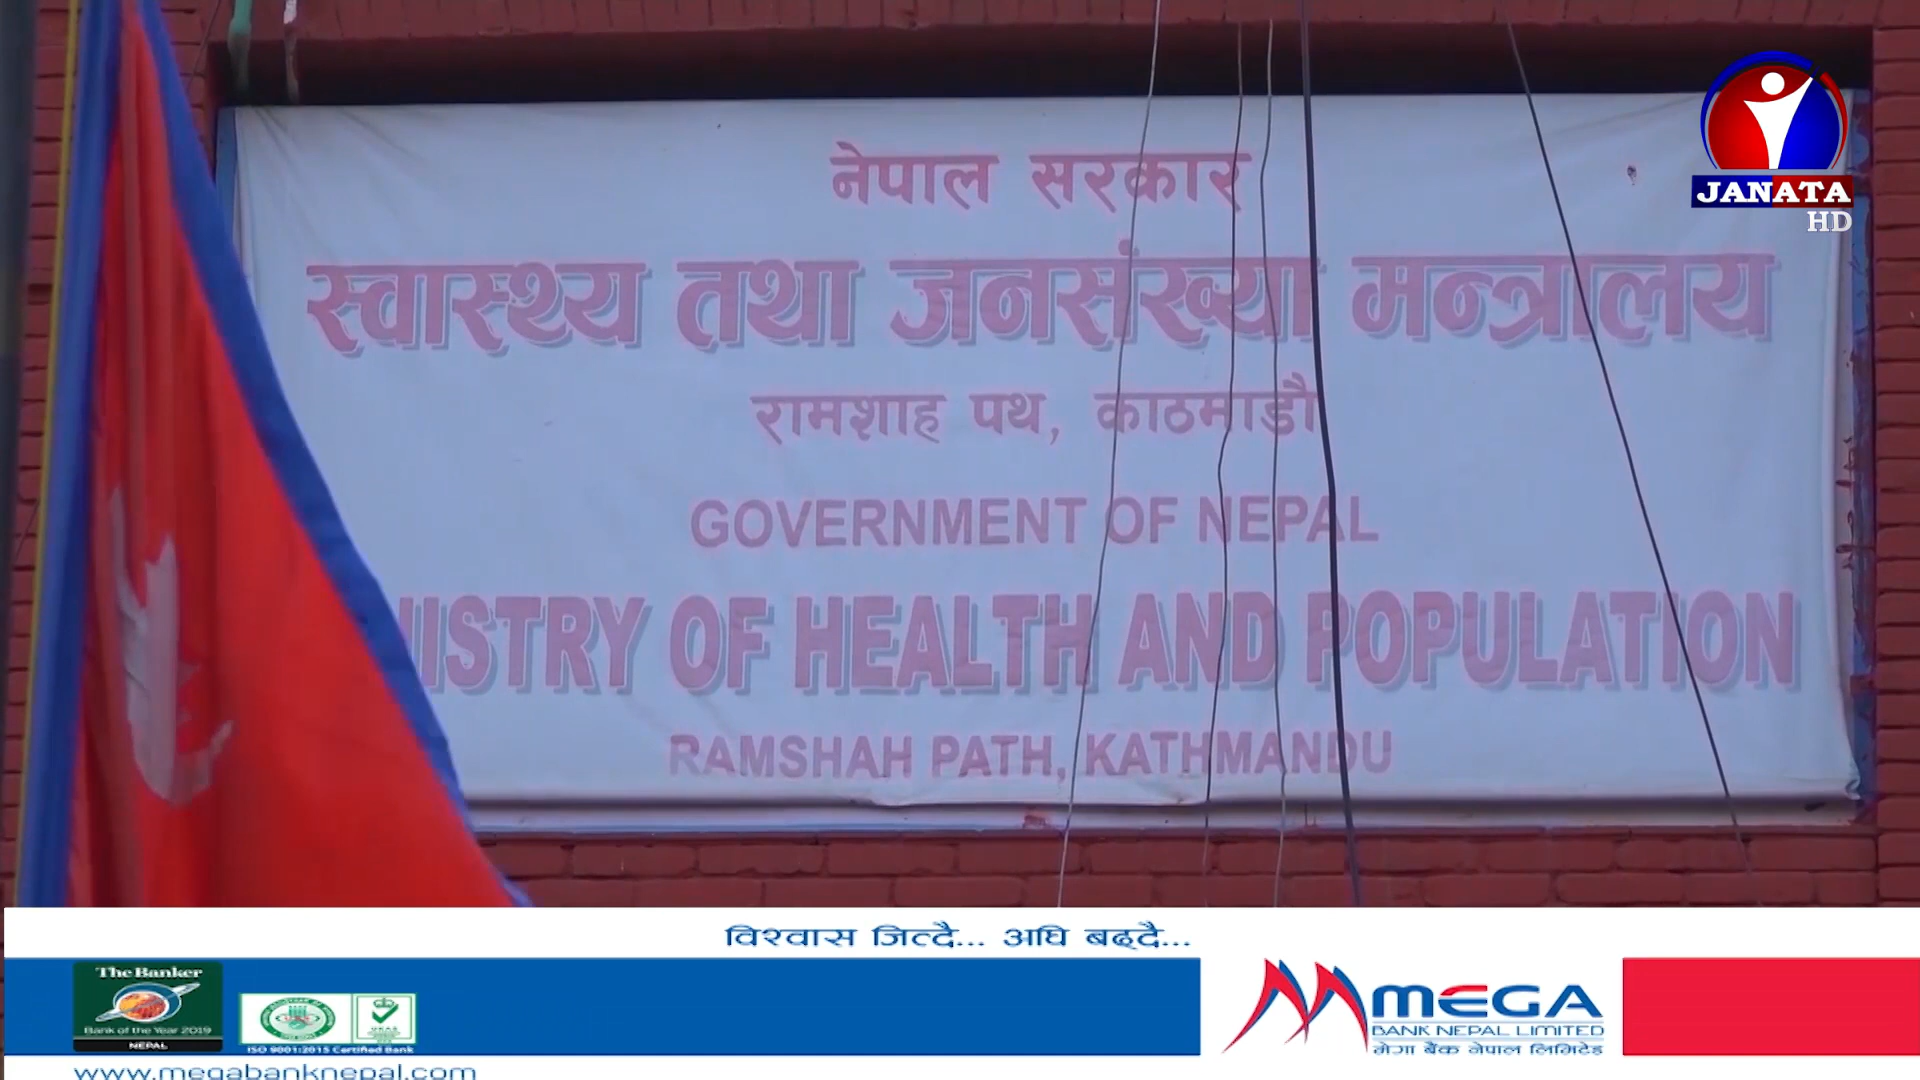 नेपाल सरकार
स्वास्थ्य तथा जनसंख्या मन्त्रालय
रामशाह पथ, काठमाडौं
GOVERNMENT OF NEPAL
NISTRY OF HEALTH AND POPULATION
RAMSHAH PATH, KATHMANDU
JANATA
HD
विश्वास जित्दै... अघि बढ्दै...
The Banker
Bank of the Year 2019
NEPAL
UKAS
ISO 9001:2015 Certified Bank
MEGA
BANK NEPAL LIMITED
मेगा बैंक नेपाल लिमिटेड
www.megabanknepal.com